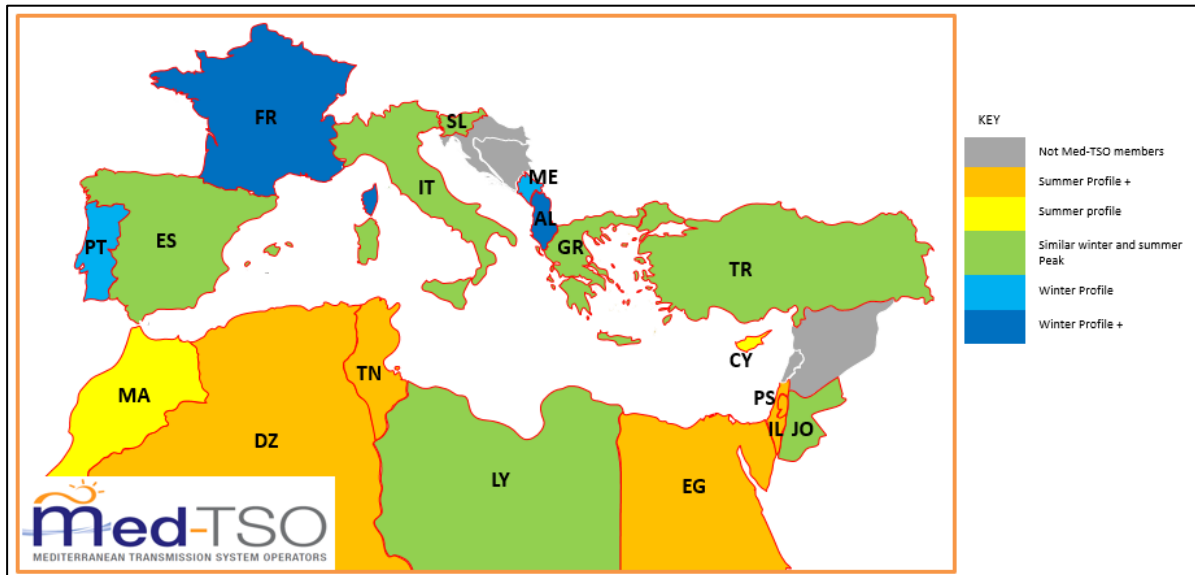 FR
SL
ME
IT
AL
PT
ES
GR
TR
CY
MA
TN
PS
IL
JO
DZ
LY
EG
med-TSO
MEDITERRANEAN TRANSMISSION SYSTEM OPERATORS
KEY
Not Med-TSO members
Summer Profile +
Summer profile
Similar winter and summer
Peak
Winter Profile
Winter Profile +